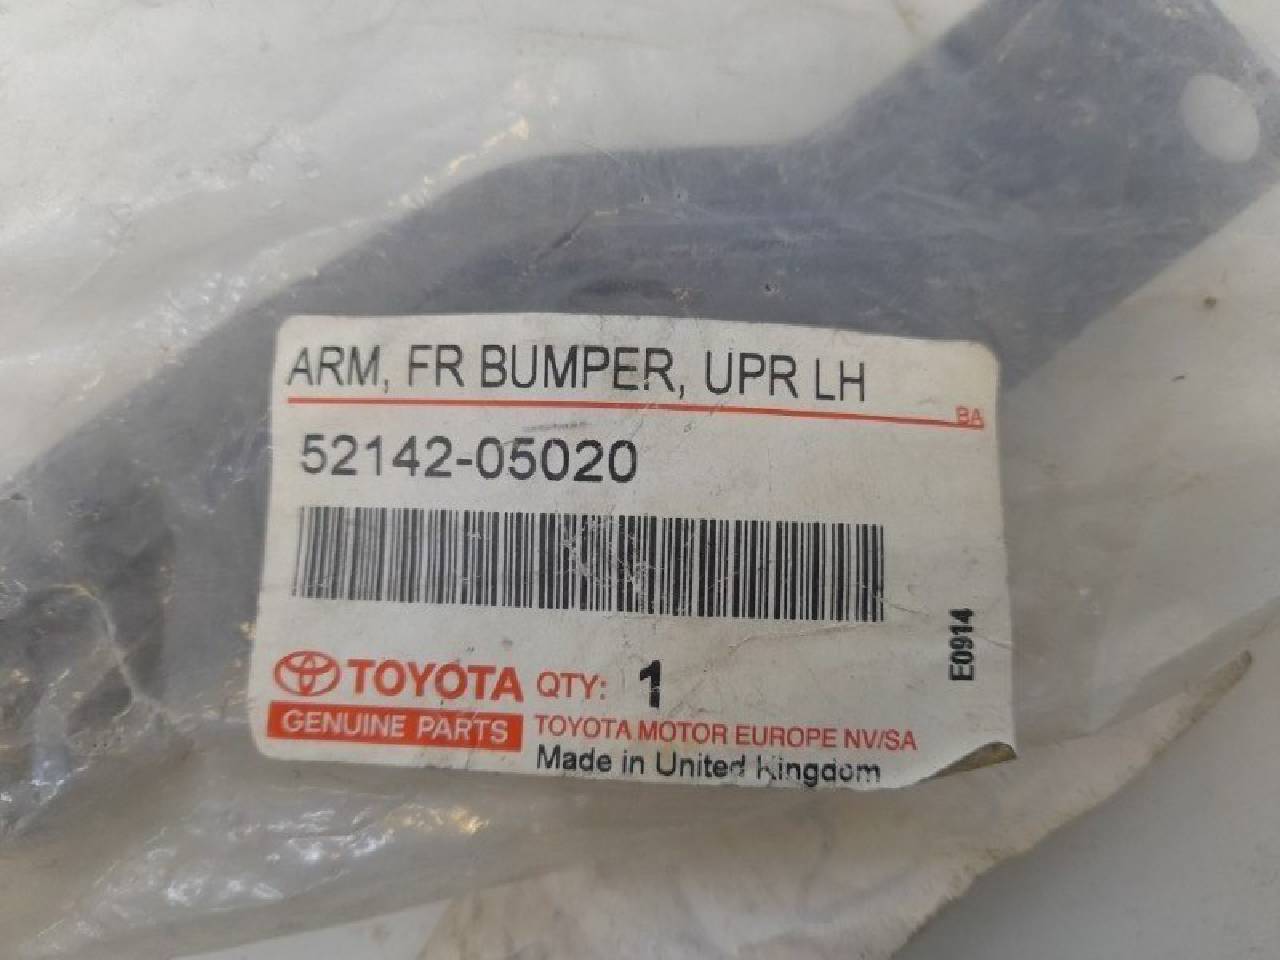 ARM, FR BUMPER, UPR LH
BA
52142-05020
E0914
TOYOTA QTY: 1
GENUINE PARTS TOYOTA MOTOR EUROPE NV/SA
Made in United Kingdom